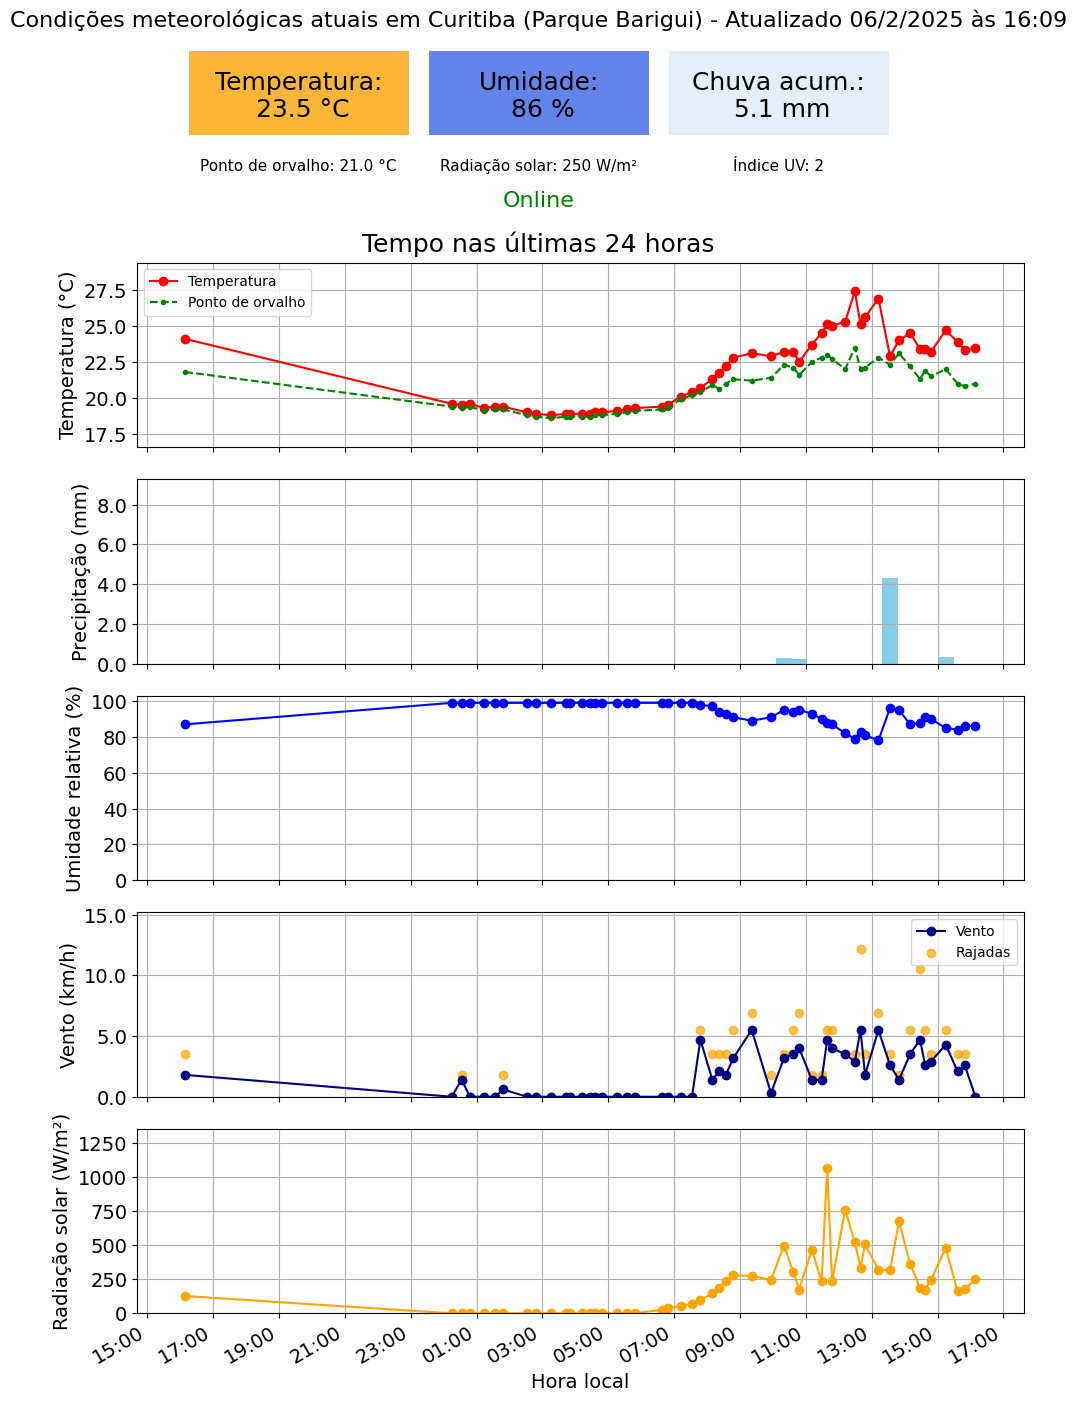 Condições meteorológicas atuais em Curitiba (Parque Barigui) - Atualizado 06/2/2025 às 16:09
Temperatura:
23.5 °C
Umidade:
86 %
Chuva acum.:
5.1 mm
Ponto de orvalho: 21.0 °C
Radiação solar: 250 W/m²
Índice UV: 2
Online
Tempo nas últimas 24 horas
Temperatura (°C)
27.5
25.0
22.5
20.0
17.5
Temperatura
Ponto de orvalho
Precipitação (mm)
8.0
6.0
4.0
2.0
0.0
Umidade relativa (%)
100
80
60
40
20
0
Vento (km/h)
15.0
10.0
5.0
0.0
Vento
Rajadas
Radiação solar (W/m²)
1250
1000
750
500
250
0
15:00
17:00
19:00
21:00
23:00
01:00
03:00
05:00
07:00
09:00
11:00
13:00
15:00
17:00
Hora local